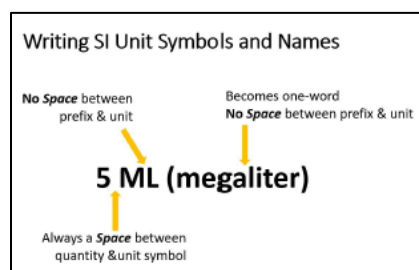 Writing SI Unit Symbols and Names
No Space between
prefix & unit
Becomes one-word
No Space between prefix & unit
5 ML (megaliter)
Always a Space between
quantity &unit symbol